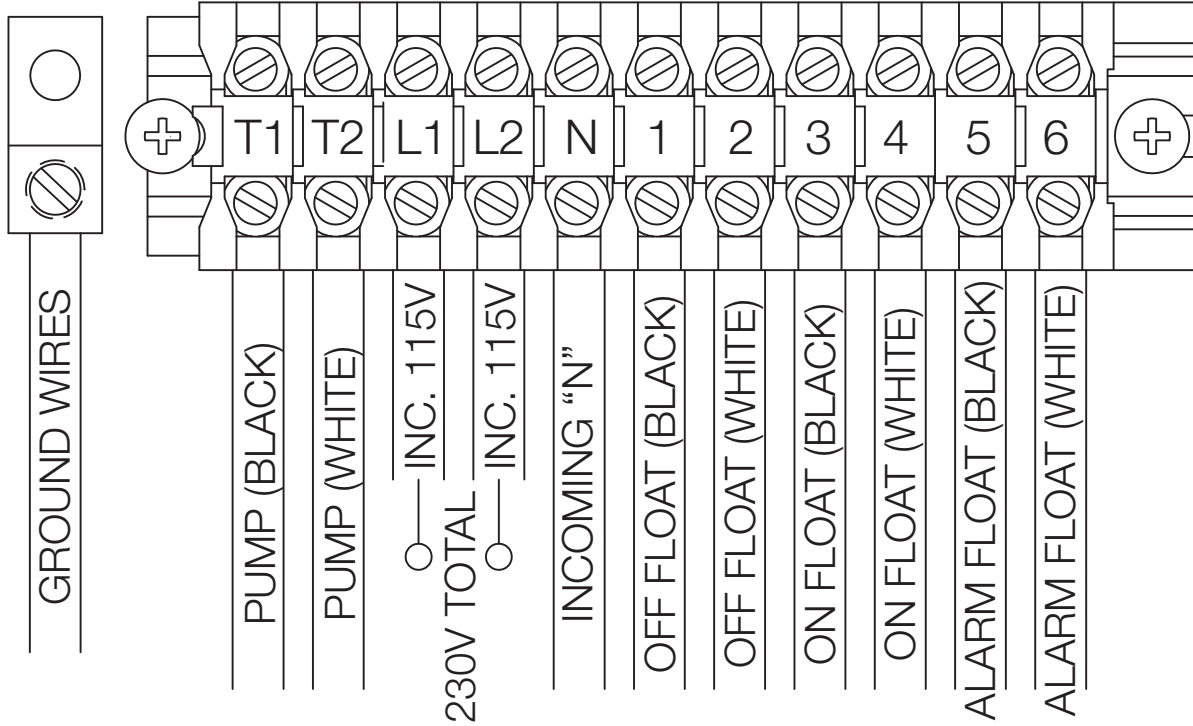 T1 T2 L1 L2 N 1 2 3 4 5 6
GROUND WIRES
PUMP (BLACK)
PUMP (WHITE)
INC. 115V
INC. 115V
230V TOTAL
INCOMING “N”
OFF FLOAT (BLACK)
OFF FLOAT (WHITE)
ON FLOAT (BLACK)
ON FLOAT (WHITE)
ALARM FLOAT (BLACK)
ALARM FLOAT (WHITE)